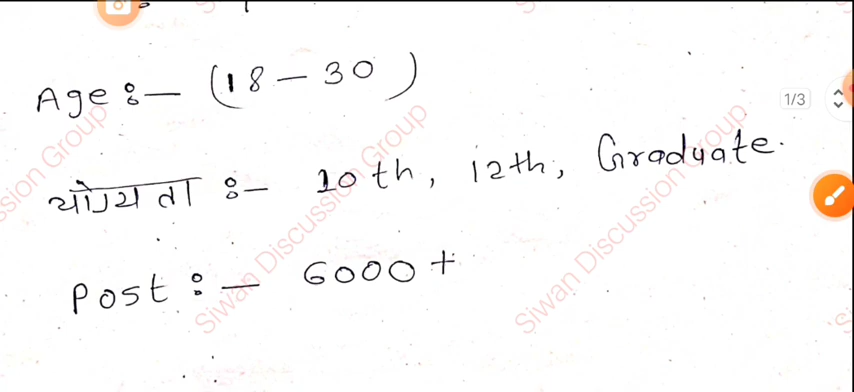 Age :— (18 – 30)
1/3
योग्यता :– 10th, 12th, Graduate.
Post :— 6000 +
Siwan Discussion Group
Siwan Discussion Group
Siwan Discussion Group